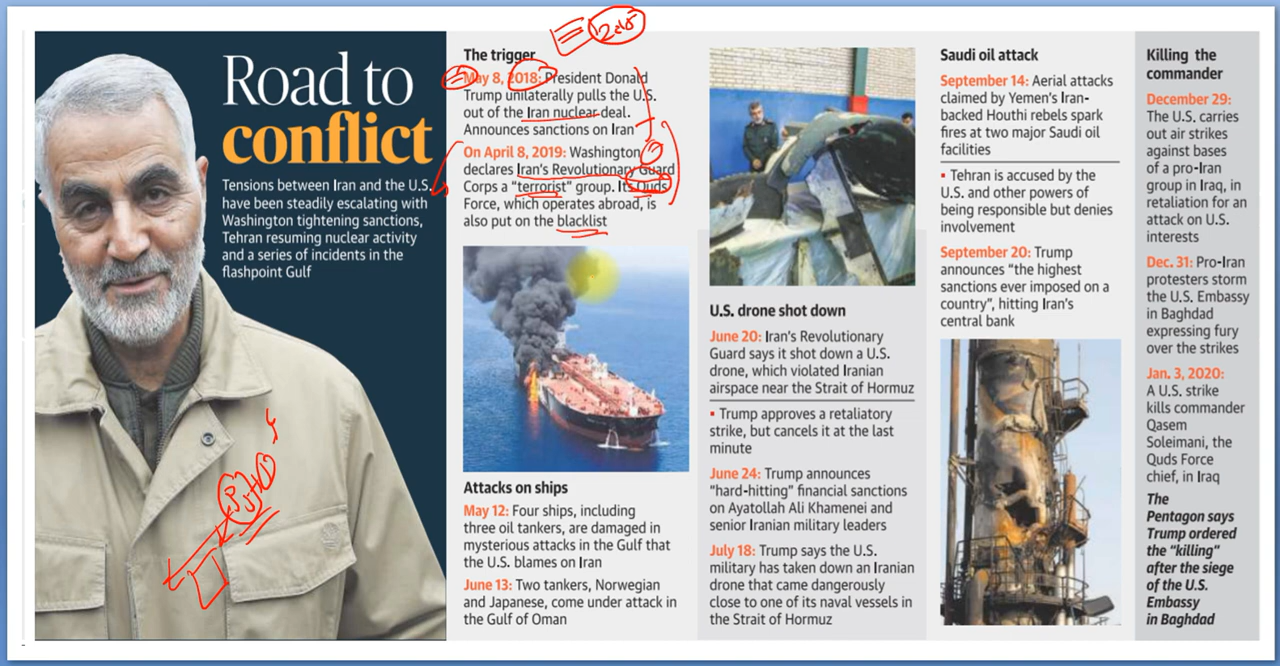 Road to
conflict
Tensions between Iran and the U.S.
have been steadily escalating with
Washington tightening sanctions,
Tehran resuming nuclear activity
and a series of incidents in the
flashpoint Gulf
The trigger
May 8, 2018: President Donald
Trump unilaterally pulls the U.S.
out of the Iran nuclear deal.
Announces sanctions on Iran
On April 8, 2019: Washington
declares Iran's Revolutionary Guard
Corps a "terrorist" group. Its Quds
Force, which operates abroad, is
also put on the blacklist
Attacks on ships
May 12: Four ships, including
three oil tankers, are damaged in
mysterious attacks in the Gulf that
the U.S. blames on Iran
June 13: Two tankers, Norwegian
and Japanese, come under attack in
the Gulf of Oman
U.S. drone shot down
June 20: Iran's Revolutionary
Guard says it shot down a U.S.
drone, which violated Iranian
airspace near the Strait of Hormuz
▪ Trump approves a retaliatory
strike, but cancels it at the last
minute
June 24: Trump announces
"hard-hitting" financial sanctions
on Ayatollah Ali Khamenei and
senior Iranian military leaders
July 18: Trump says the U.S.
military has taken down an Iranian
drone that came dangerously
close to one of its naval vessels in
the Strait of Hormuz
Saudi oil attack
September 14: Aerial attacks
claimed by Yemen's Iran-
backed Houthi rebels spark
fires at two major Saudi oil
facilities
▪ Tehran is accused by the
U.S. and other powers of
being responsible but denies
involvement
September 20: Trump
announces "the highest
sanctions ever imposed on a
country", hitting Iran's
central bank
Killing the
commander
December 29:
The U.S. carries
out air strikes
against bases
of a pro-Iran
group in Iraq, in
retaliation for an
attack on U.S.
interests
Dec. 31: Pro-Iran
protesters storm
the U.S. Embassy
in Baghdad
expressing fury
over the strikes
Jan. 3, 2020:
A U.S. strike
kills commander
Qasem
Soleimani, the
Quds Force
chief, in Iraq
The
Pentagon says
Trump ordered
the "killing"
after the siege
of the U.S.
Embassy
in Baghdad